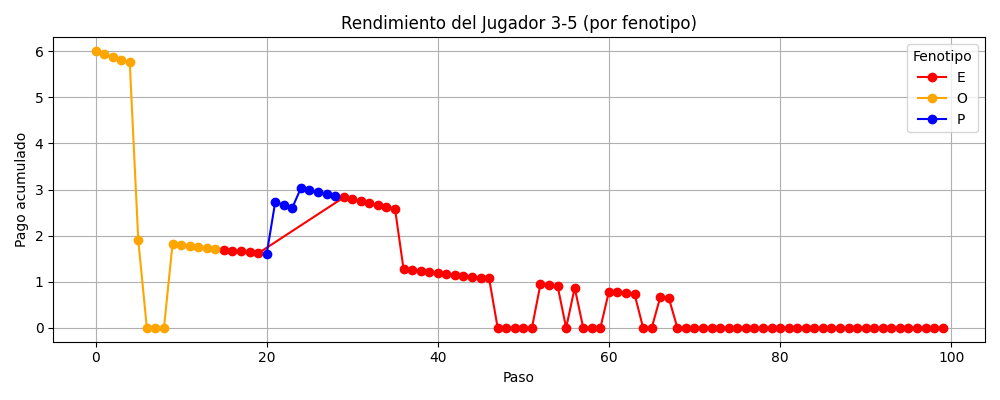 Rendimiento del Jugador 3-5 (por fenotipo)
Pago acumulado
6
5
4
3
2
1
0
Fenotipo
E
O
P
0 20 40 60 80 100
Paso